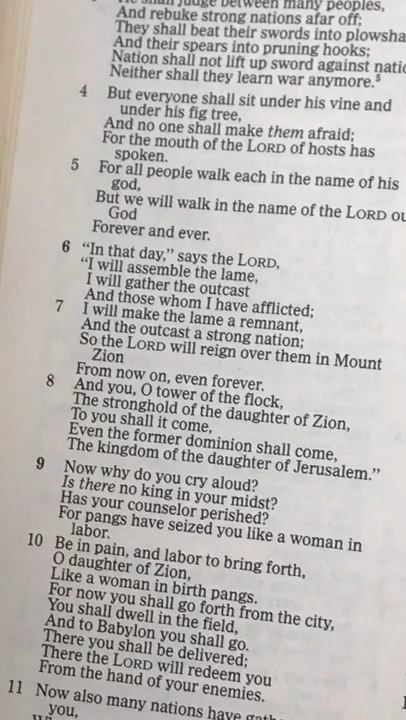 shall judge between many peoples,
And rebuke strong nations afar off;
They shall beat their swords into
And their spears into pruning hooks;
Nation shall not lift up sword against
Neither shall they learn war anymore.⁵
4 But everyone shall sit under his vine and
under his fig tree,
And no one shall make them afraid;
For the mouth of the LORD of hosts has
spoken.
5 For all people walk each in the name of his
god,
But we will walk in the name of the LORD
God
Forever and ever.
6 “In that day,” says the LORD,
“I will assemble the lame,
I will gather the outcast
And those whom I have afflicted;
7 I will make the lame a remnant,
And the outcast a strong nation;
So the LORD will reign over them in Mount
Zion
From now on, even forever.
8 And you, O tower of the flock,
The stronghold of the daughter of Zion,
To you shall it come,
Even the former dominion shall come,
The kingdom of the daughter of Jerusalem.”
9 Now why do you cry aloud?
Is there no king in your midst?
Has your counselor perished?
For pangs have seized you like a woman in
labor.
10 Be in pain, and labor to bring forth,
O daughter of Zion,
Like a woman in birth pangs.
For now you shall go forth from the city,
You shall dwell in the field,
And to Babylon you shall go.
There you shall be delivered;
There the LORD will redeem you
From the hand of your enemies.
11 Now also many nations have
you,